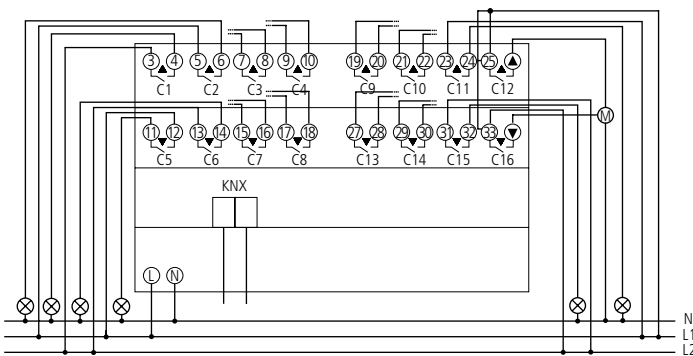 3 4 5 6 7 8 9 10 19 20 21 22 23 24 25
C1 C2 C3 C4 C9 C10 C11 C12
11 12 13 14 15 16 17 18 27 28 29 30 31 32 33 M
C5 C6 C7 C8 C13 C14 C15 C16
KNX
L N
N
L1
L2